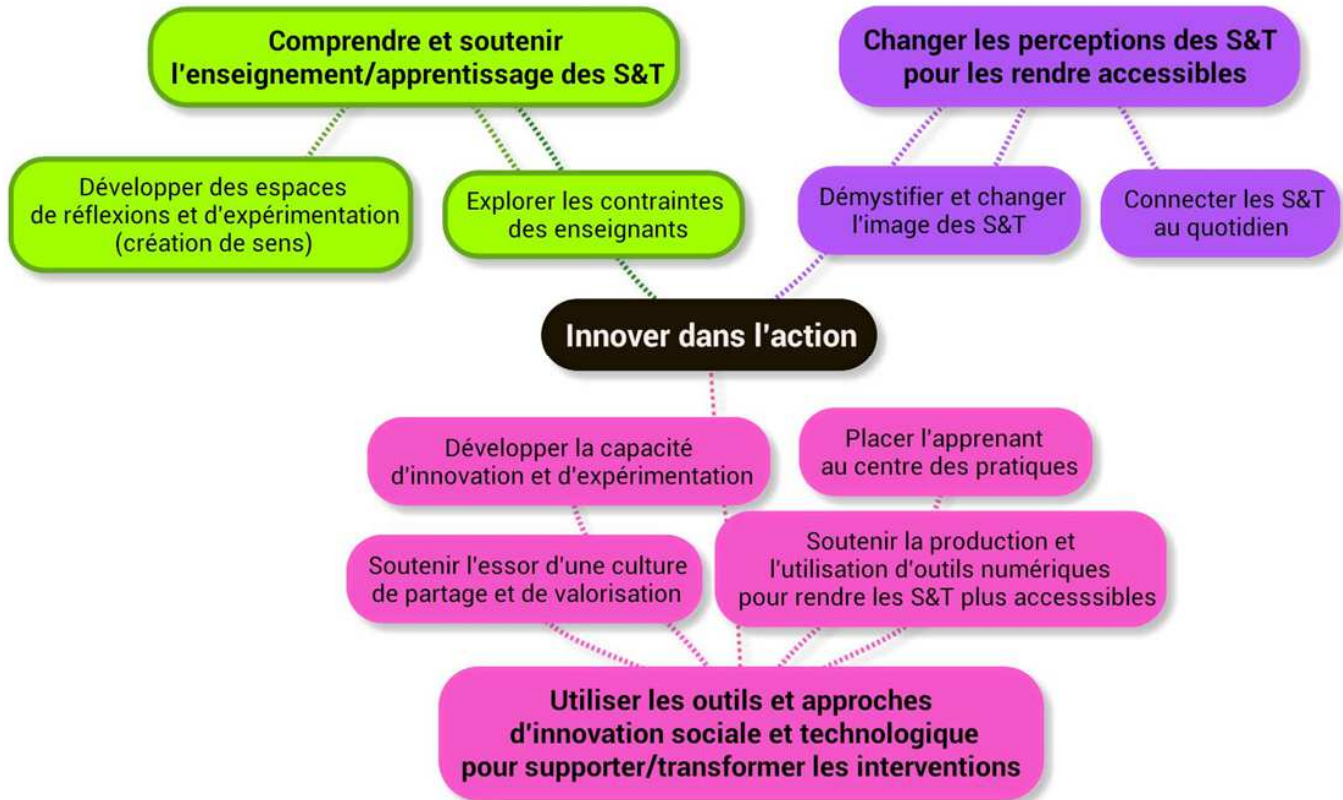 Comprendre et soutenir
l'enseignement/apprentissage des S&T
Changer les perceptions des S&T
pour les rendre accessibles
Développer des espaces
de réflexions et d'expérimentation
(création de sens)
Explorer les contraintes
des enseignants
Démystifier et changer
l'image des S&T
Connecter les S&T
au quotidien
Innover dans l'action
Développer la capacité
d'innovation et d'expérimentation
Placer l'apprenant
au centre des pratiques
Soutenir l'essor d'une culture
de partage et de valorisation
Soutenir la production et
l'utilisation d'outils numériques
pour rendre les S&T plus accesssibles
Utiliser les outils et approches
d'innovation sociale et technologique
pour supporter/transformer les interventions